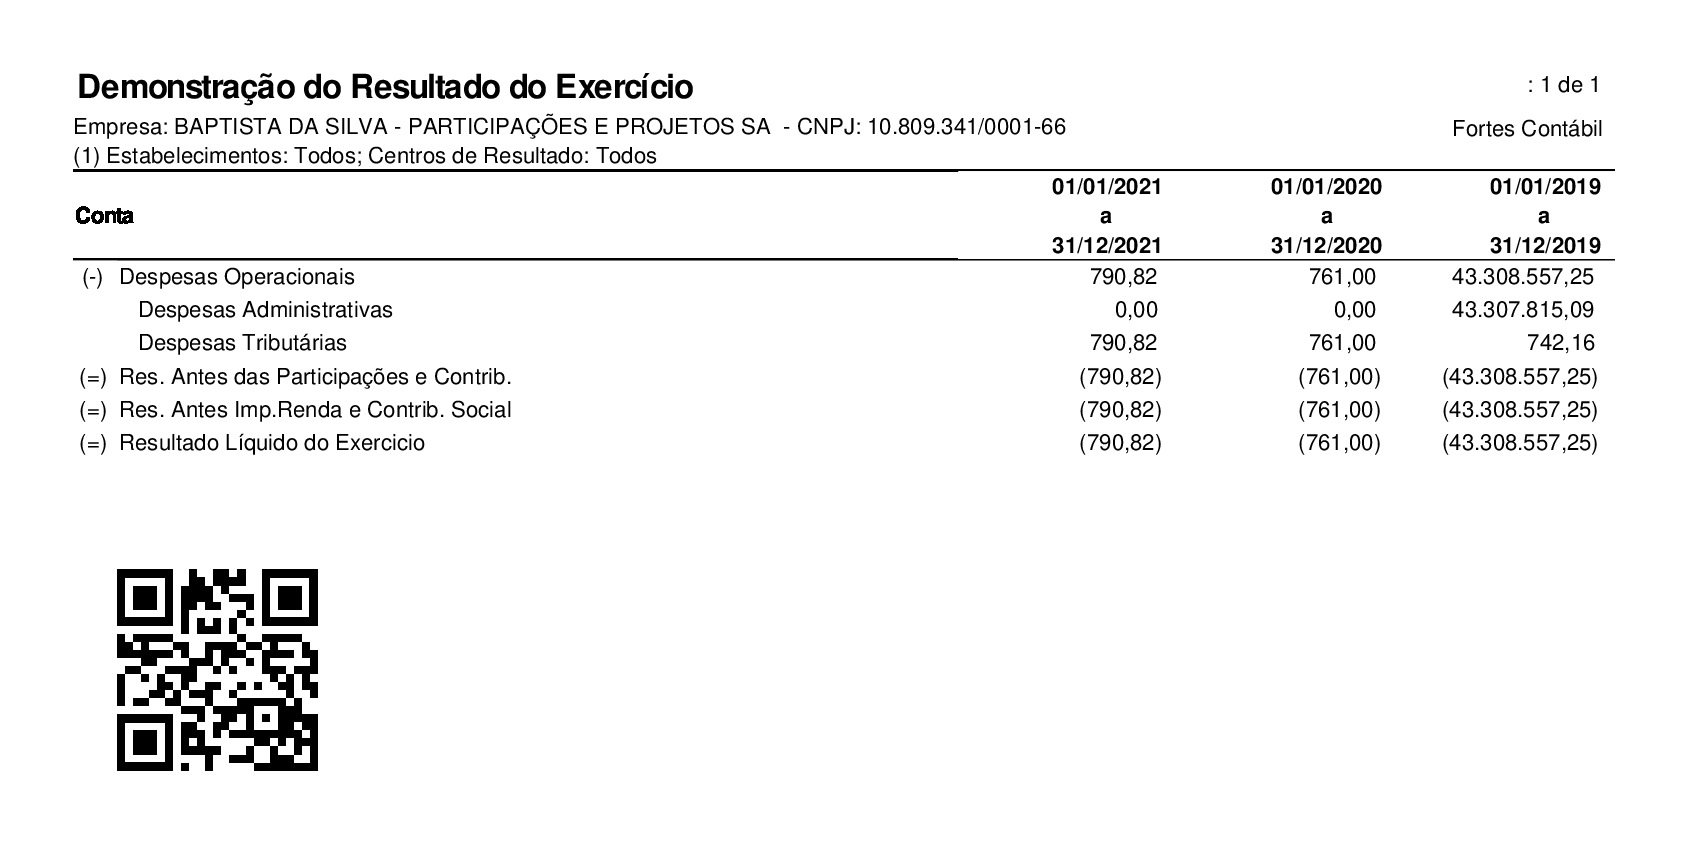 Demonstração do Resultado do Exercício : 1 de 1
Empresa: BAPTISTA DA SILVA - PARTICIPAÇÕES E PROJETOS SA - CNPJ: 10.809.341/0001-66 Fortes Contábil
(1) Estabelecimentos: Todos; Centros de Resultado: Todos
01/01/2021 01/01/2020 01/01/2019
Conta a a a
31/12/2021 31/12/2020 31/12/2019
(-) Despesas Operacionais 790,82 761,00 43.308.557,25
Despesas Administrativas 0,00 0,00 43.307.815,09
Despesas Tributárias 790,82 761,00 742,16
(=) Res. Antes das Participações e Contrib. (790,82) (761,00) (43.308.557,25)
(=) Res. Antes Imp.Renda e Contrib. Social (790,82) (761,00) (43.308.557,25)
(=) Resultado Líquido do Exercicio (790,82) (761,00) (43.308.557,25)